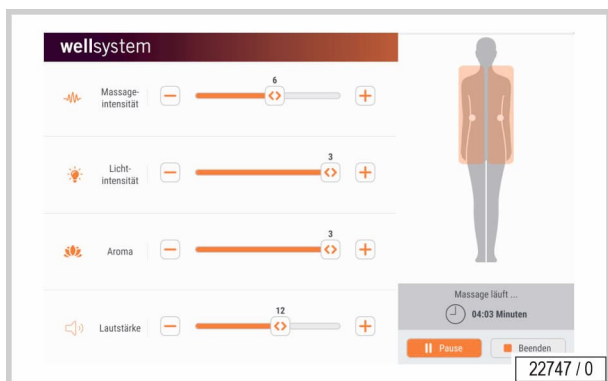 wellsystem
6
Massage-
intensität
3
Licht-
intensität
3
Aroma
12
Lautstärke
Massage läuft ...
04:03 Minuten
Pause
Beenden
22747 / 0